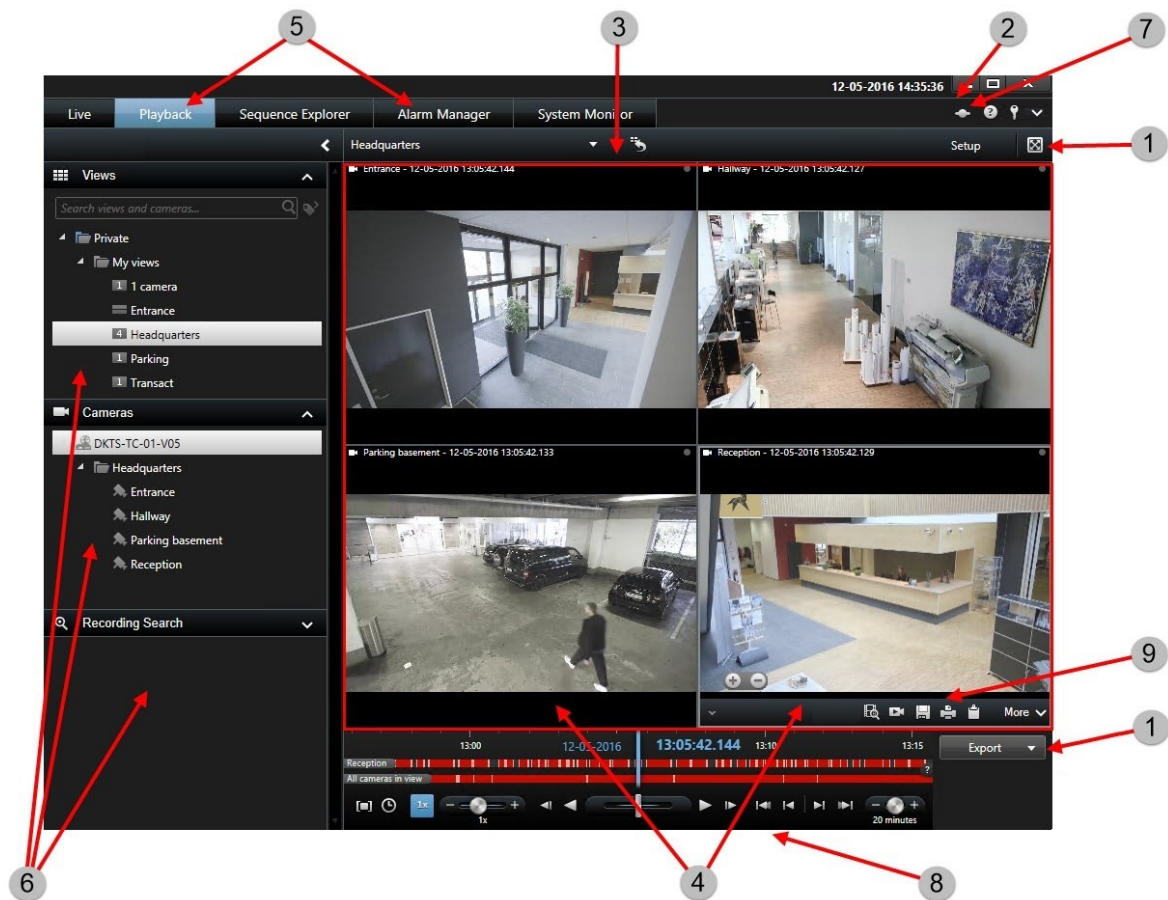 5
3
2
7
12-05-2016 14:35:36
Live
Playback
Sequence Explorer
Alarm Manager
System Monitor
Headquarters
Setup
1
Views
Search views and cameras...
Private
My views
1 1 camera
Entrance
4 Headquarters
1 Parking
1 Transact
Cameras
DKTS-TC-01-V05
Headquarters
Entrance
Hallway
Parking basement
Reception
Recording Search
Entrance - 12-05-2016 13:05:42.144
Hallway - 12-05-2016 13:05:42.127
Parking basement - 12-05-2016 13:05:42.133
Reception - 12-05-2016 13:05:42.129
9
More
1
13:00
12-05-2016
13:05:42.144
13:10
13:15
Export
Reception
?
All cameras in view
1x
1x
20 minutes
6
4
8